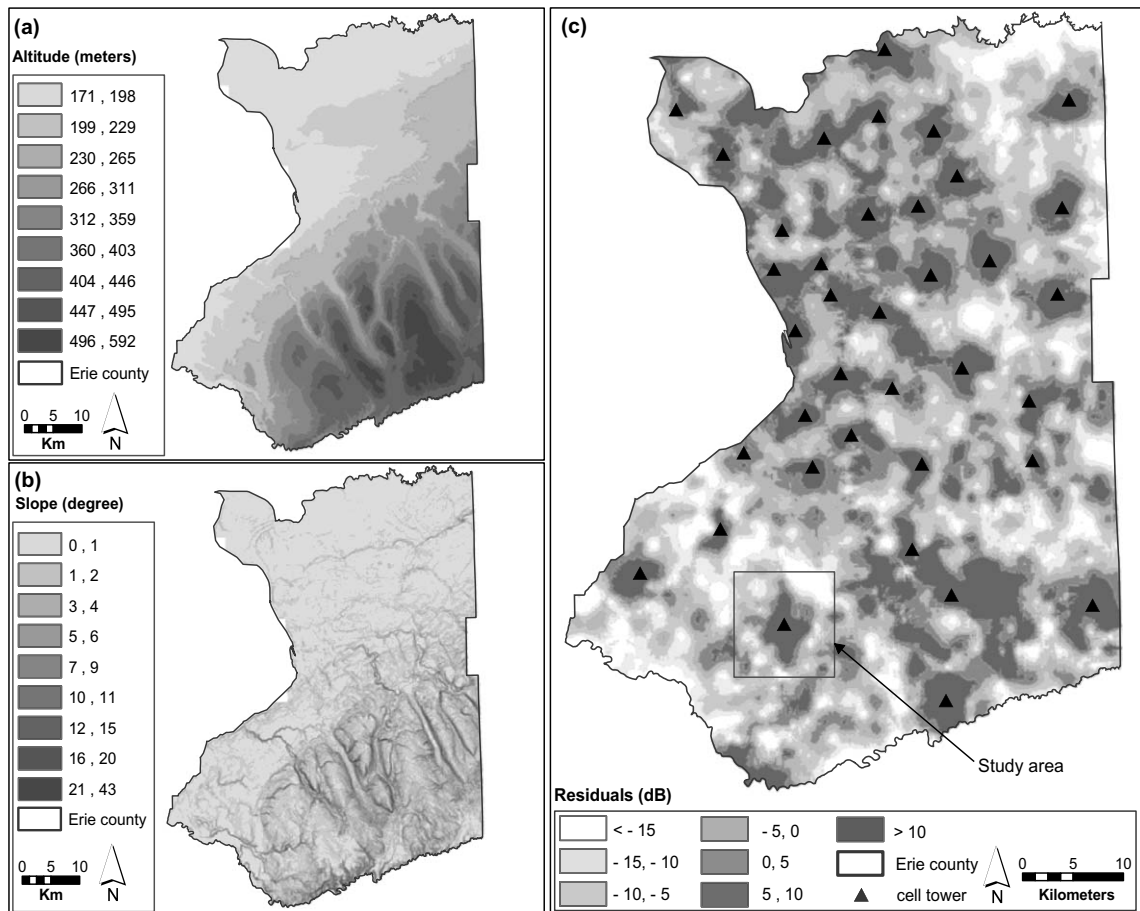 (a)
Altitude (meters)
171 , 198
199 , 229
230 , 265
266 , 311
312 , 359
360 , 403
404 , 446
447 , 495
496 , 592
Erie county
0 5 10
Km
N
(b)
Slope (degree)
0 , 1
1 , 2
3 , 4
5 , 6
7 , 9
10 , 11
12 , 15
16 , 20
21 , 43
Erie county
0 5 10
Km
N
(c)
Study area
Residuals (dB)
< - 15
- 15, - 10
- 10, - 5
- 5, 0
0, 5
5, 10
> 10
Erie county
cell tower
N
0 5 10
Kilometers